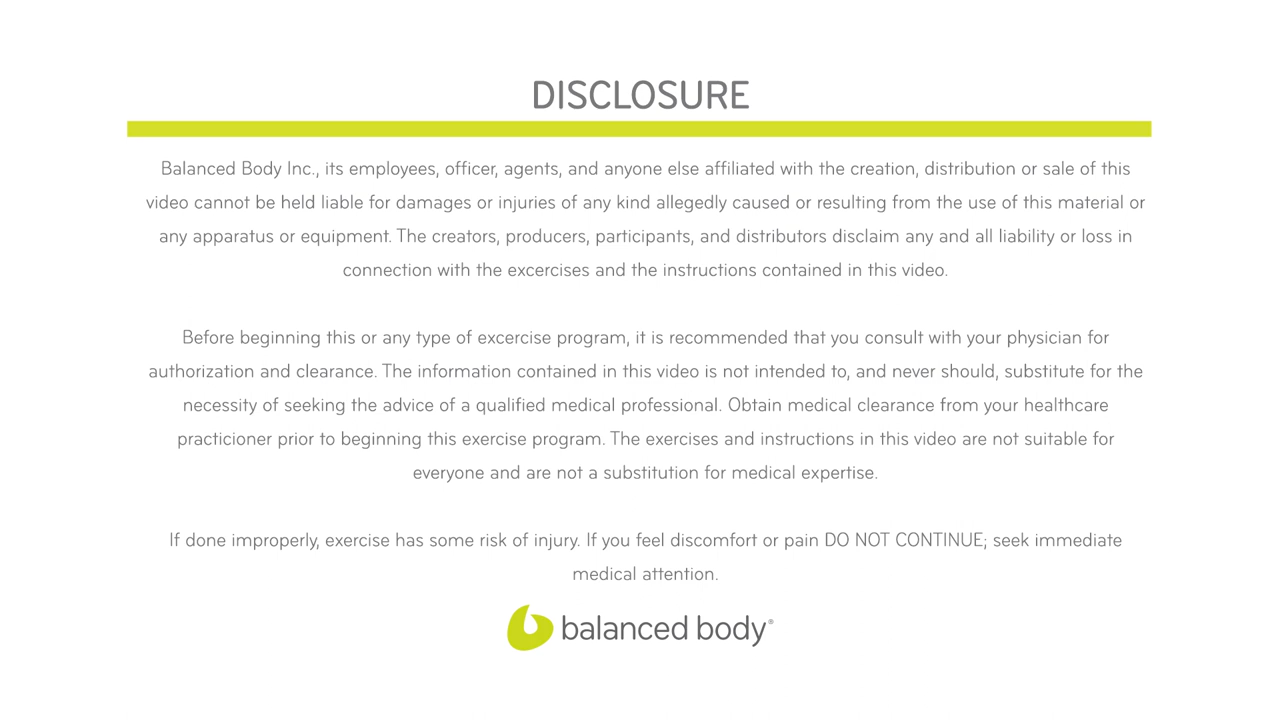 DISCLOSURE
Balanced Body Inc., its employees, officer, agents, and anyone else affiliated with the creation, distribution or sale of this
video cannot be held liable for damages or injuries of any kind allegedly caused or resulting from the use of this material or
any apparatus or equipment. The creators, producers, participants, and distributors disclaim any and all liability or loss in
connection with the excercises and the instructions contained in this video.
Before beginning this or any type of excercise program, it is recommended that you consult with your physician for
authorization and clearance. The information contained in this video is not intended to, and never should, substitute for the
necessity of seeking the advice of a qualified medical professional. Obtain medical clearance from your healthcare
practicioner prior to beginning this exercise program. The exercises and instructions in this video are not suitable for
everyone and are not a substitution for medical expertise.
If done improperly, exercise has some risk of injury. If you feel discomfort or pain DO NOT CONTINUE; seek immediate
medical attention.
balanced body®